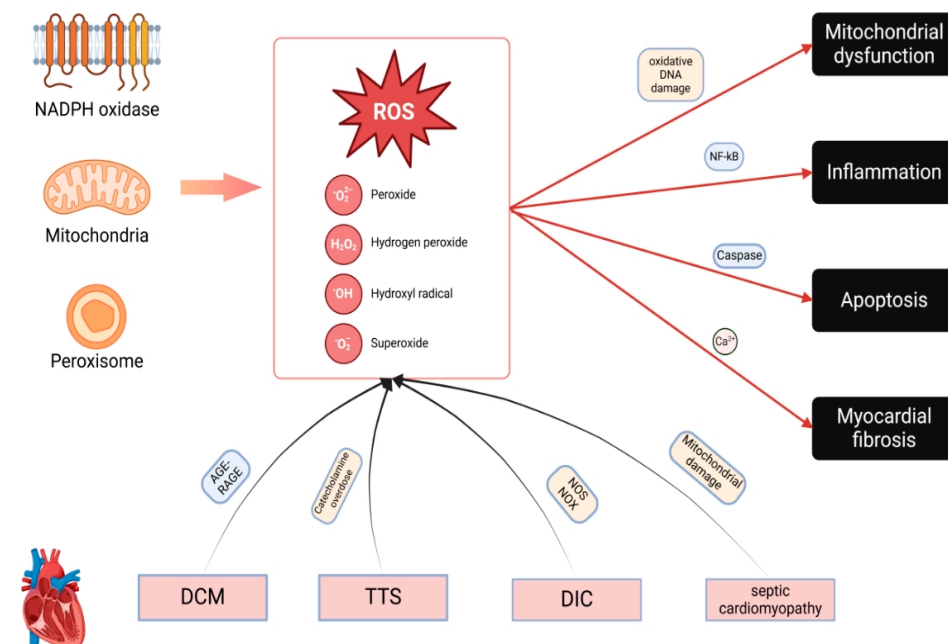 NADPH oxidase
Mitochondria
Peroxisome
ROS
·O₂²⁻ Peroxide
H₂O₂ Hydrogen peroxide
·OH Hydroxyl radical
·O₂⁻ Superoxide
oxidative
DNA
damage
NF-kB
Caspase
Ca²⁺
Mitochondrial
dysfunction
Inflammation
Apoptosis
Myocardial
fibrosis
AGE-
RAGE
Catecholamine
overdose
NOS
NOX
Mitochondrial
damage
DCM
TTS
DIC
septic
cardiomyopathy